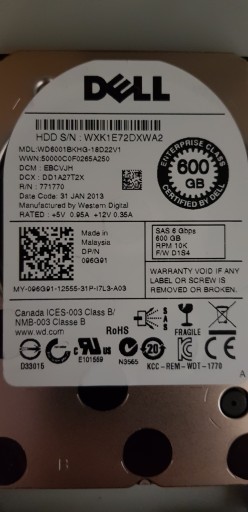 DELL
HDD S/N : WXK1E72DXWA2
MDL: WD6001BKHG-18D22V1
WWN:50000C0F0265A250
DCM : EBCVJH
DCX : DD1A27T2X
R/N : 771770
Date Code: 31 JAN 2013
Manufactured by Western Digital
RATED : +5V 0.95A +12V 0.35A
ENTERPRISE CLASS
600
GB
CERTIFIED BY DELL
Made in
Malaysia
DP/N
096G91
SAS 6 Gbps
600 GB
RPM 10K
F/W D1S4
WARRANTY VOID IF ANY
LABEL OR SCREW IS
REMOVED OR BROKEN.
MY-096G91-12555-31P-I7L3-A03
Canada ICES-003 Class B/
NMB-003 Classe B
www.wd.com
RoHS
SAS
FRAGILE
D33016
E101559
N3565
20
KCC-REM-WDT-1770
A